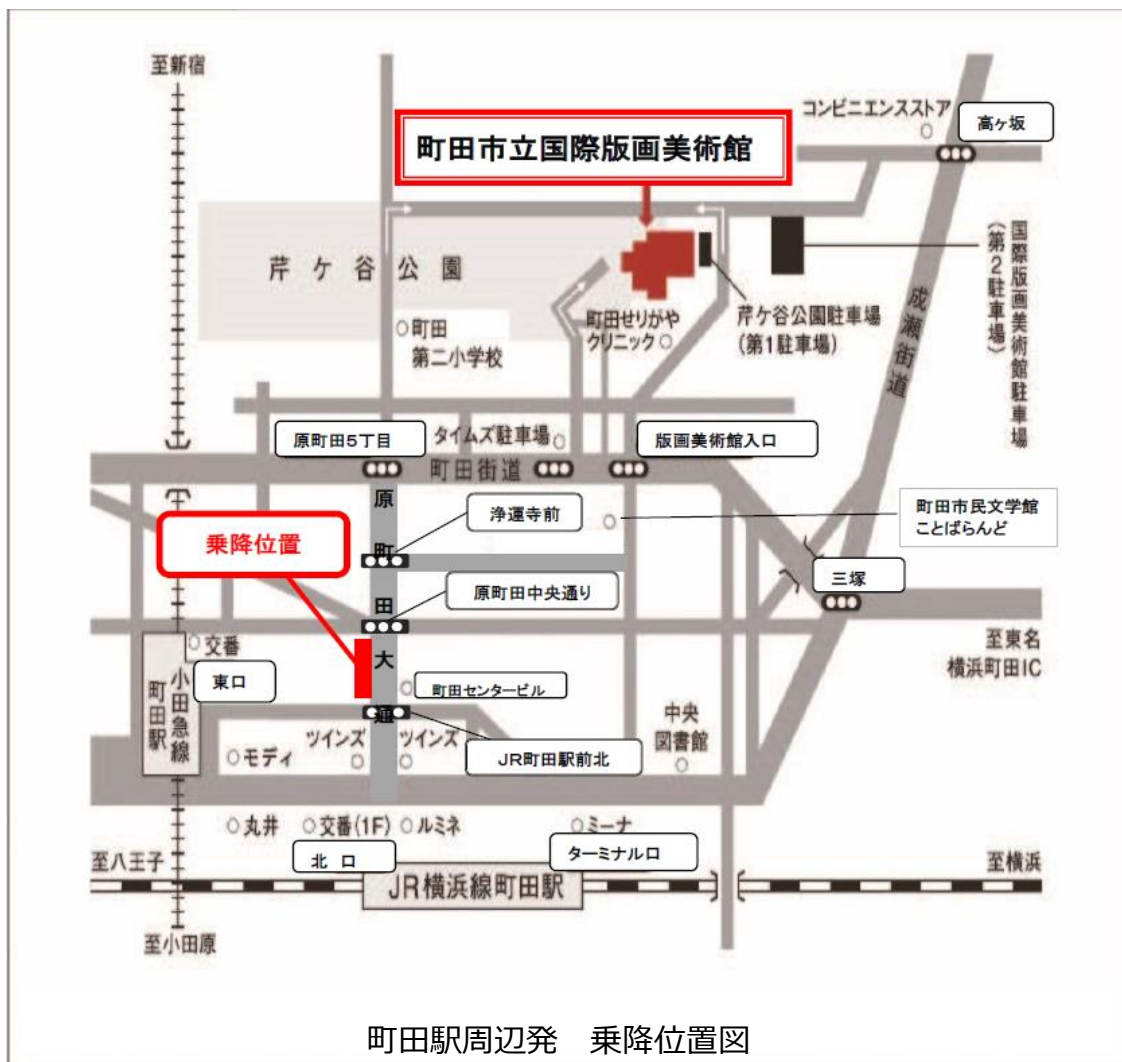 至新宿
コンビニエンスストア
高ヶ坂
町田市立国際版画美術館
芹ケ谷公園
町田
第二小学校
町田せりがや
クリニック
芹ケ谷公園駐車場
(第1駐車場)
国際版画美術館駐車場
(第2駐車場)
成瀬街道
原町田5丁目
タイムズ駐車場
版画美術館入口
町田街道
原町田大通
浄運寺前
町田市民文学館
ことばらんど
乗降位置
三塚
原町田中央通り
交番
至東名
横浜町田IC
東口
小田急線
町田駅
町田センタービル
中央
図書館
ツインズ
ツインズ
モディ
JR町田駅前北
丸井
交番(1F)
ルミネ
ミーナ
北口
ターミナル口
至八王子
至横浜
JR横浜線町田駅
至小田原
町田駅周辺発 乗降位置図